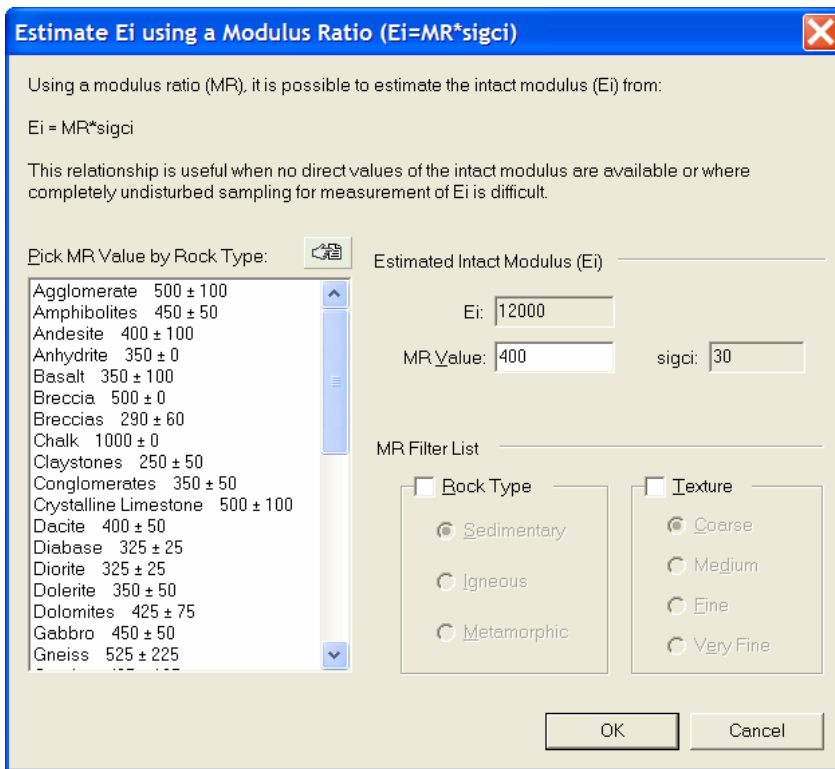 Estimate Ei using a Modulus Ratio (Ei=MR*sigci)
Using a modulus ratio (MR), it is possible to estimate the intact modulus (Ei) from:
Ei = MR*sigci
This relationship is useful when no direct values of the intact modulus are available or where
completely undisturbed sampling for measurement of Ei is difficult.
Pick MR Value by Rock Type:
Agglomerate 500 ± 100
Amphibolites 450 ± 50
Andesite 400 ± 100
Anhydrite 350 ± 0
Basalt 350 ± 100
Breccia 500 ± 0
Breccias 290 ± 60
Chalk 1000 ± 0
Claystones 250 ± 50
Conglomerates 350 ± 50
Crystalline Limestone 500 ± 100
Dacite 400 ± 50
Diabase 325 ± 25
Diorite 325 ± 25
Dolerite 350 ± 50
Dolomites 425 ± 75
Gabbro 450 ± 50
Gneiss 525 ± 225
Estimated Intact Modulus (Ei)
Ei: 12000
MR Value: 400 sigci: 30
MR Filter List
Rock Type
Sedimentary
Igneous
Metamorphic
Texture
Coarse
Medium
Fine
Very Fine
OK Cancel